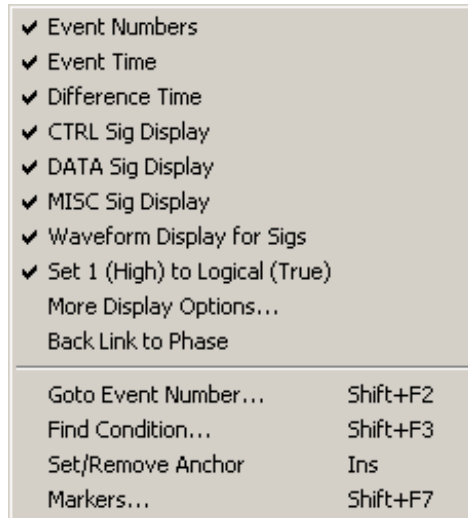 Event Numbers
Event Time
Difference Time
CTRL Sig Display
DATA Sig Display
MISC Sig Display
Waveform Display for Sigs
Set 1 (High) to Logical (True)
More Display Options...
Back Link to Phase
Goto Event Number... Shift+F2
Find Condition... Shift+F3
Set/Remove Anchor Ins
Markers... Shift+F7